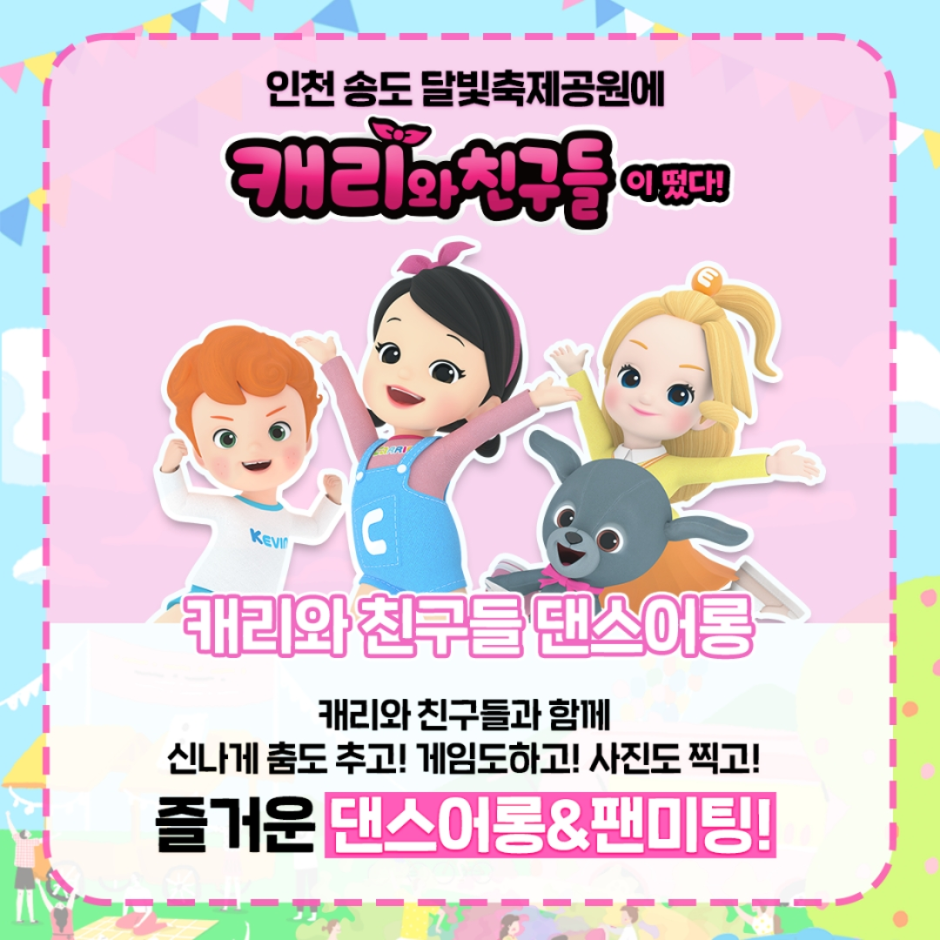 인천 송도 달빛축제공원에
캐리와 친구들 이 떴다!
E
CARRIE
C
KEVIN
캐리와 친구들 댄스어롱
캐리와 친구들과 함께
신나게 춤도 추고! 게임도하고! 사진도 찍고!
즐거운 댄스어롱&팬미팅!